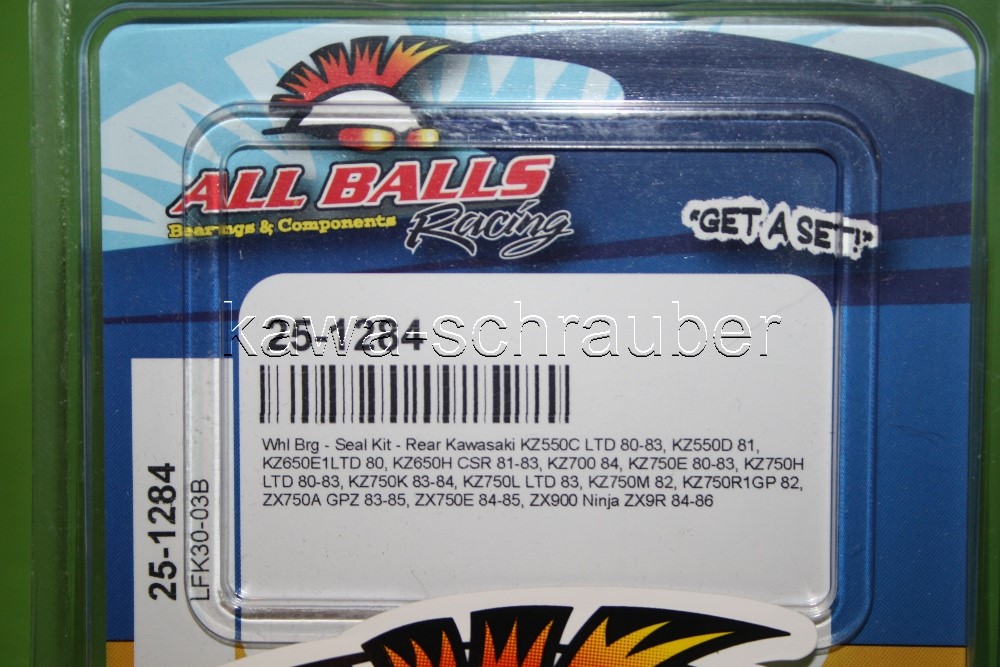 ALL BALLS
Bearings & Components
Racing
"GET A SET!"
kawa-schrauber
25-1284
Whl Brg - Seal Kit - Rear Kawasaki KZ550C LTD 80-83, KZ550D 81,
KZ650E1LTD 80, KZ650H CSR 81-83, KZ700 84, KZ750E 80-83, KZ750H
LTD 80-83, KZ750K 83-84, KZ750L LTD 83, KZ750M 82, KZ750R1GP 82,
ZX750A GPZ 83-85, ZX750E 84-85, ZX900 Ninja ZX9R 84-86
25-1284
LFK30-03B